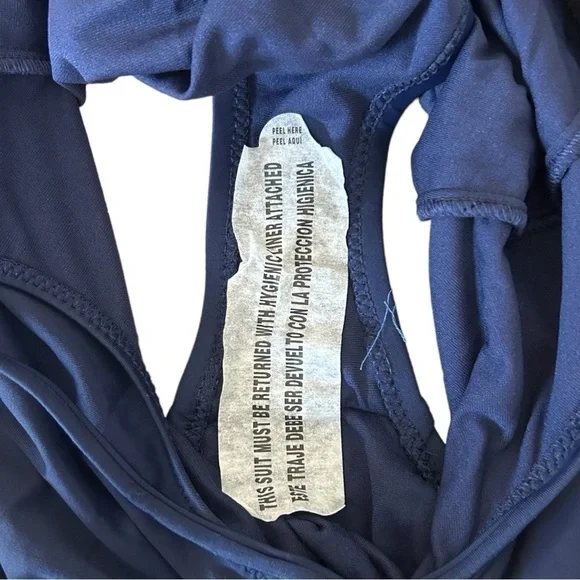 PEEL HERE
PEEL AQUÍ
THIS SUIT MUST BE RETURNED WITH HYGIENIC LINER ATTACHED
ESTE TRAJE DEBE SER DEVUELTO CON LA PROTECCION HIGIENICA